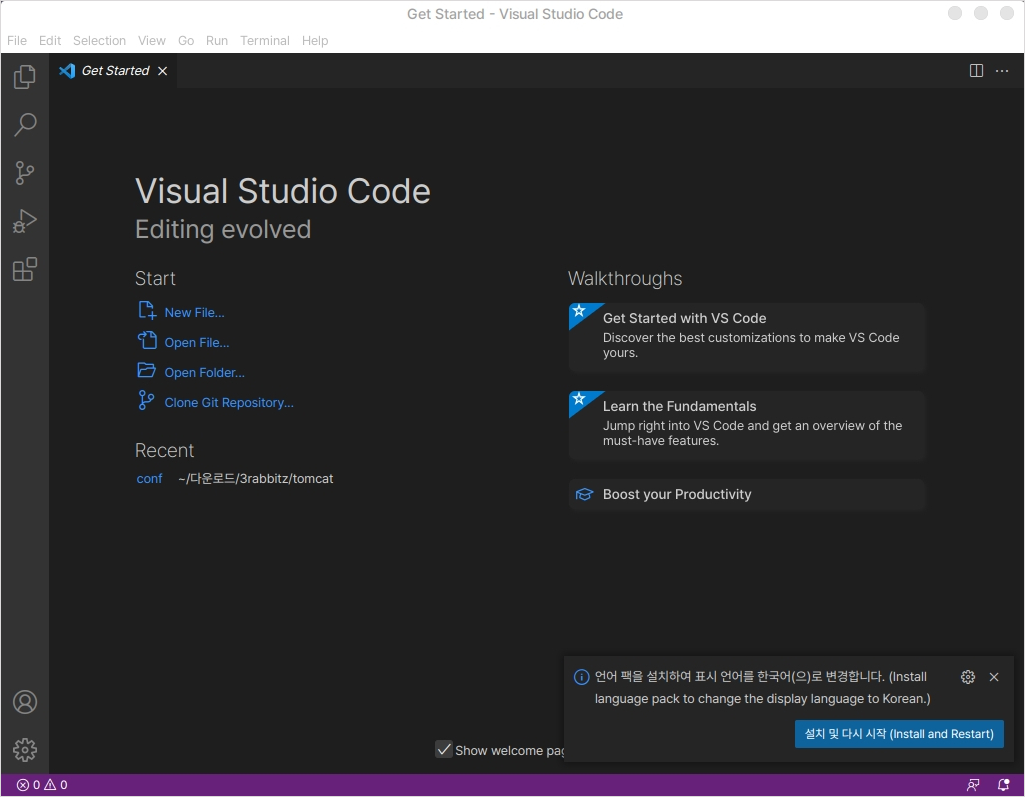 Get Started - Visual Studio Code
File Edit Selection View Go Run Terminal Help
Get Started
Visual Studio Code
Editing evolved
Start
New File...
Open File...
Open Folder...
Clone Git Repository...
Recent
conf ~/다운로드/3rabbitz/tomcat
Walkthroughs
Get Started with VS Code
Discover the best customizations to make VS Code
yours.
Learn the Fundamentals
Jump right into VS Code and get an overview of the
must-have features.
Boost your Productivity
언어 팩을 설치하여 표시 언어를 한국어(으)로 변경합니다. (Install
language pack to change the display language to Korean.)
설치 및 다시 시작 (Install and Restart)
Show welcome pag
0 0